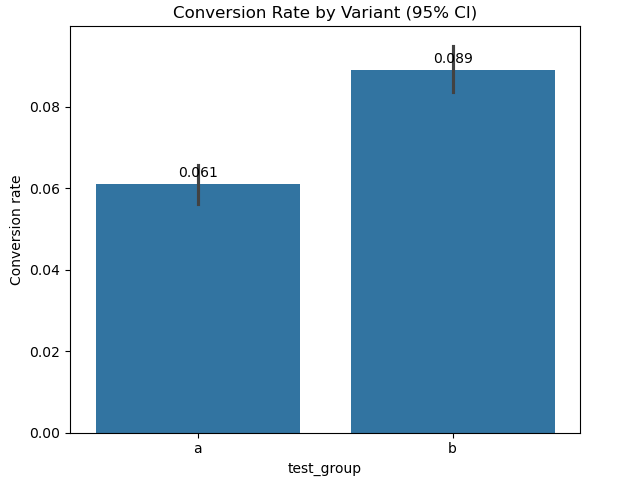 Conversion Rate by Variant (95% CI)
0.089
0.08
0.061
0.06
Conversion rate
0.04
0.02
0.00
a b
test_group